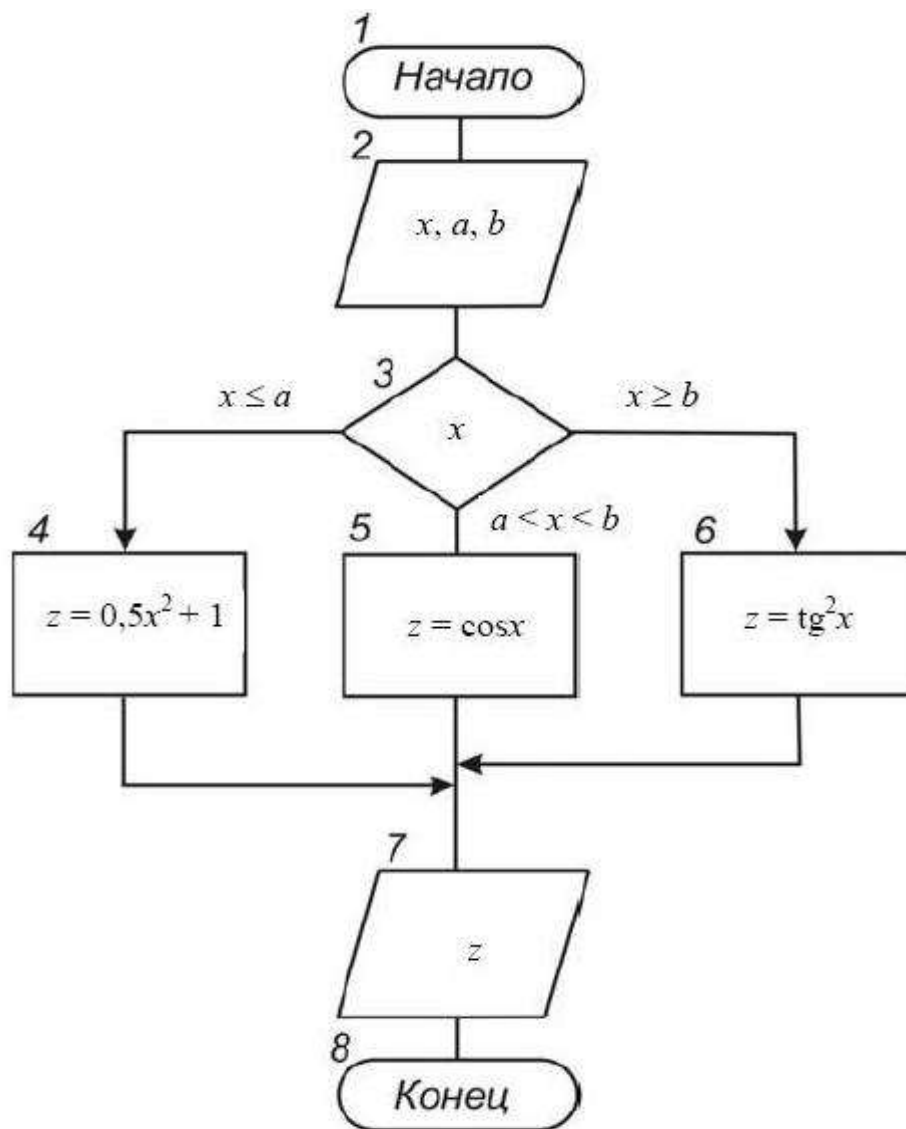 1
Начало
2
x, a, b
3
x ≤ a
x
x ≥ b
a < x < b
4
z = 0,5x² + 1
5
z = cosx
6
z = tg²x
7
z
8
Конец